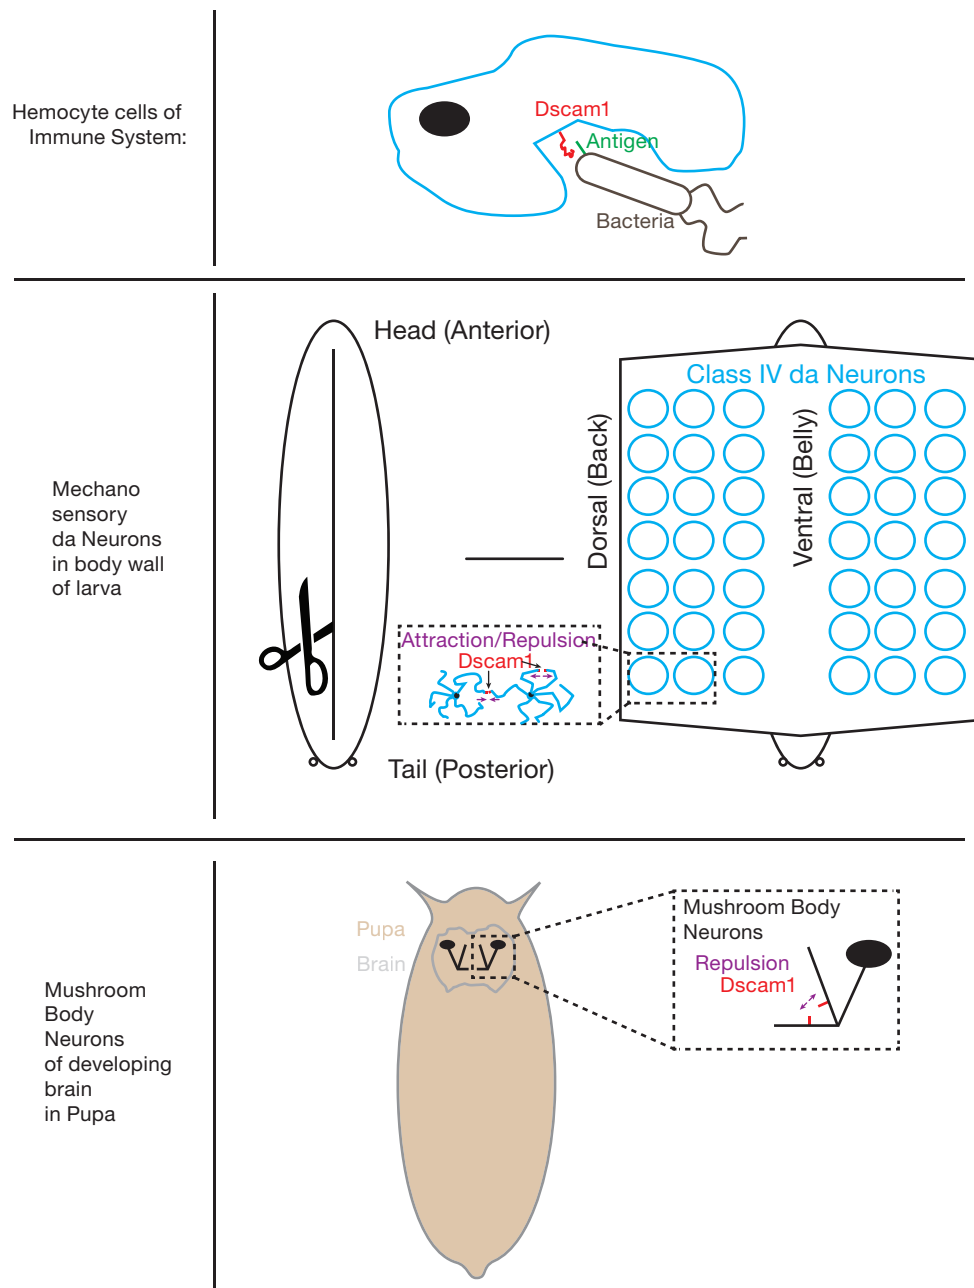 Hemocyte cells of
Immune System:
Dscam1
Antigen
Bacteria
Mechano
sensory
da Neurons
in body wall
of larva
Head (Anterior)
Tail (Posterior)
Attraction/Repulsion
Dscam1
Dorsal (Back)
Class IV da Neurons
Ventral (Belly)
Mushroom
Body
Neurons
of developing
brain
in Pupa
Pupa
Brain
Mushroom Body
Neurons
Repulsion
Dscam1